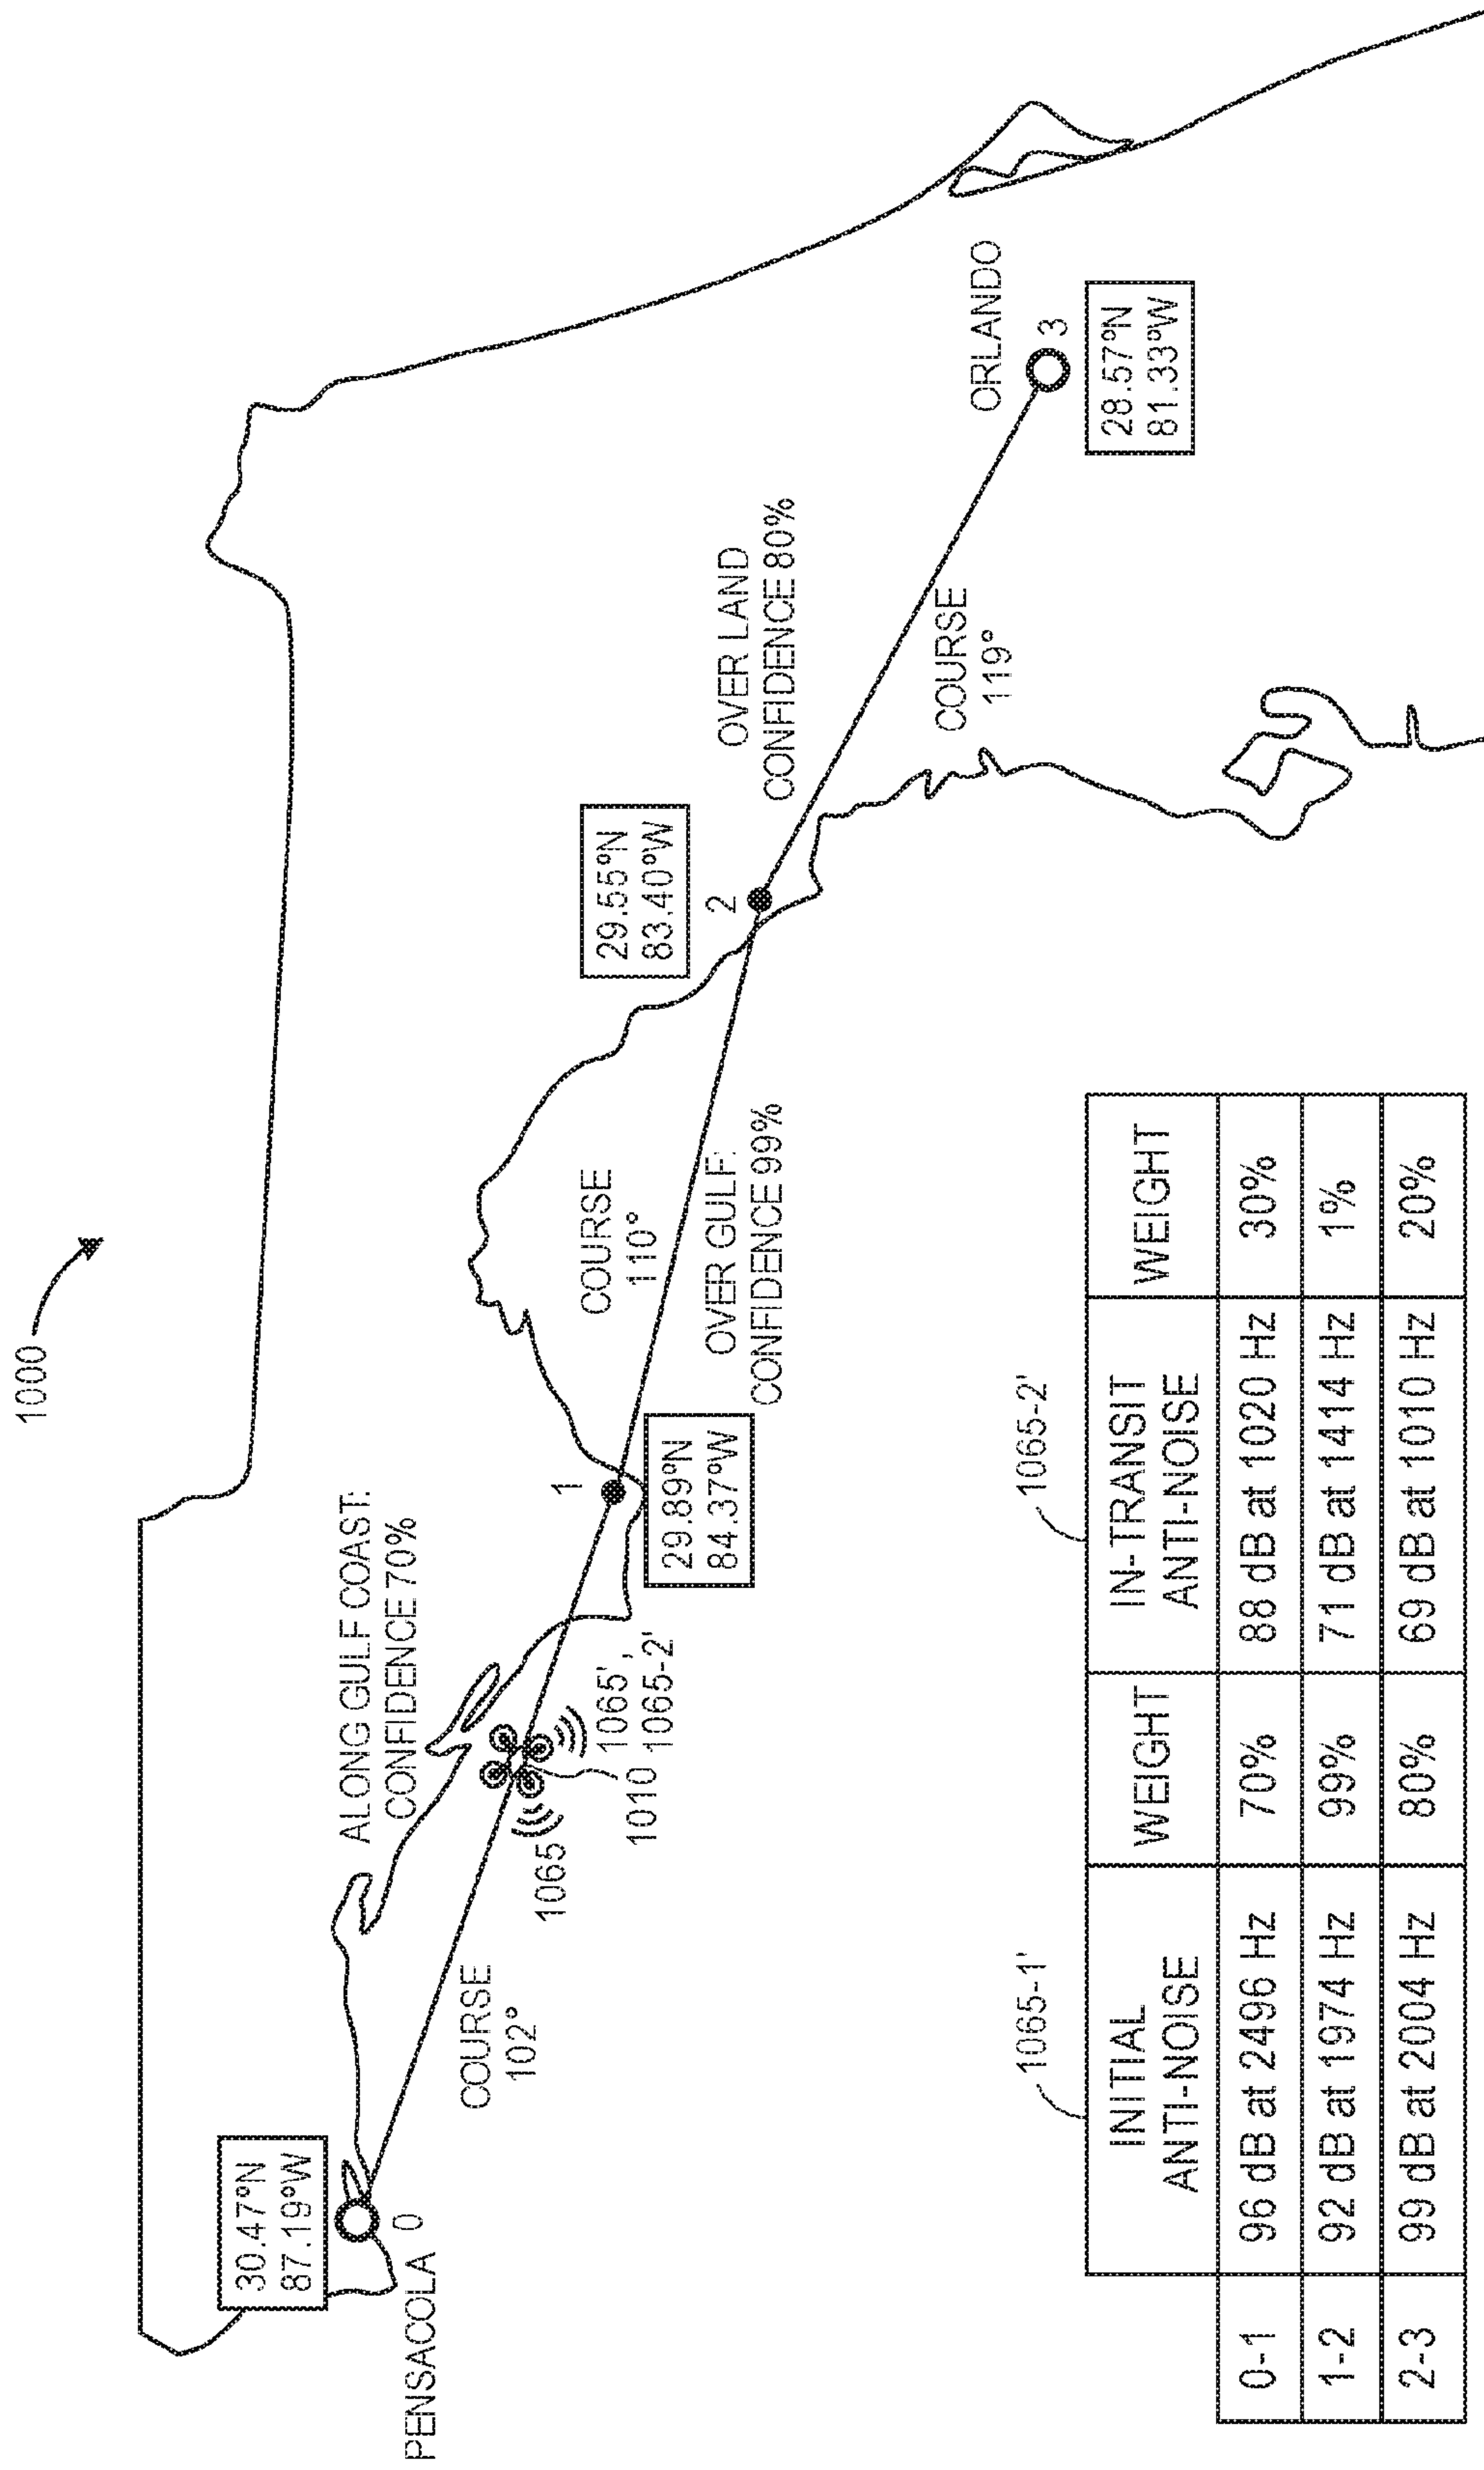 1000
30.47°N
87.19°W
PENSACOLA 0
COURSE
102°
ALONG GULF COAST:
CONFIDENCE 70%
1065
1065',
1010 1065-2'
1
29.89°N
84.37°W
COURSE
110°
OVER GULF:
CONFIDENCE 99%
29.55°N
83.40°W
2
OVER LAND
CONFIDENCE 80%
COURSE
119°
ORLANDO
3
28.57°N
81.33°W
1065-1'
1065-2'
INITIAL
ANTI-NOISE
WEIGHT
IN-TRANSIT
ANTI-NOISE
WEIGHT
0-1 96 dB at 2496 Hz 70% 88 dB at 1020 Hz 30%
1-2 92 dB at 1974 Hz 99% 71 dB at 1414 Hz 1%
2-3 99 dB at 2004 Hz 80% 69 dB at 1010 Hz 20%